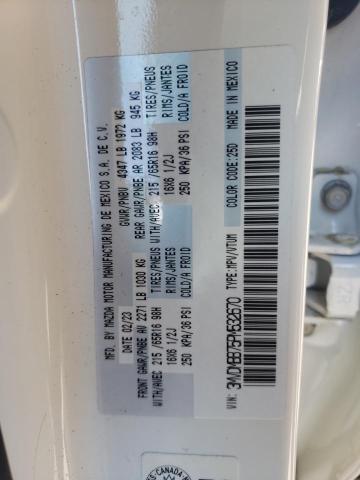 MFD. BY MAZDA MOTOR MANUFACTURING DE MEXICO S.A. DE C.V.
DATE 02/23 GVWR/PNBV 4347 LB 1972 KG
FRONT GAWR/PNBE AV 2271 LB 1030 KG REAR GAWR/PNBE AR 2083 LB 945 KG
WITH/AVEC 215/65R16 98H TIRES/PNEUS WITH/AVEC 215/65R16 98H TIRES/PNEUS
16X6 1/2J RIMS/JANTES 16X6 1/2J RIMS/JANTES
250 KPA/36 PSI COLD/A FROID 250 KPA/36 PSI COLD/A FROID
COLOR CODE:25D MADE IN MEXICO
TYPE:MPV/VTUM
CANADA